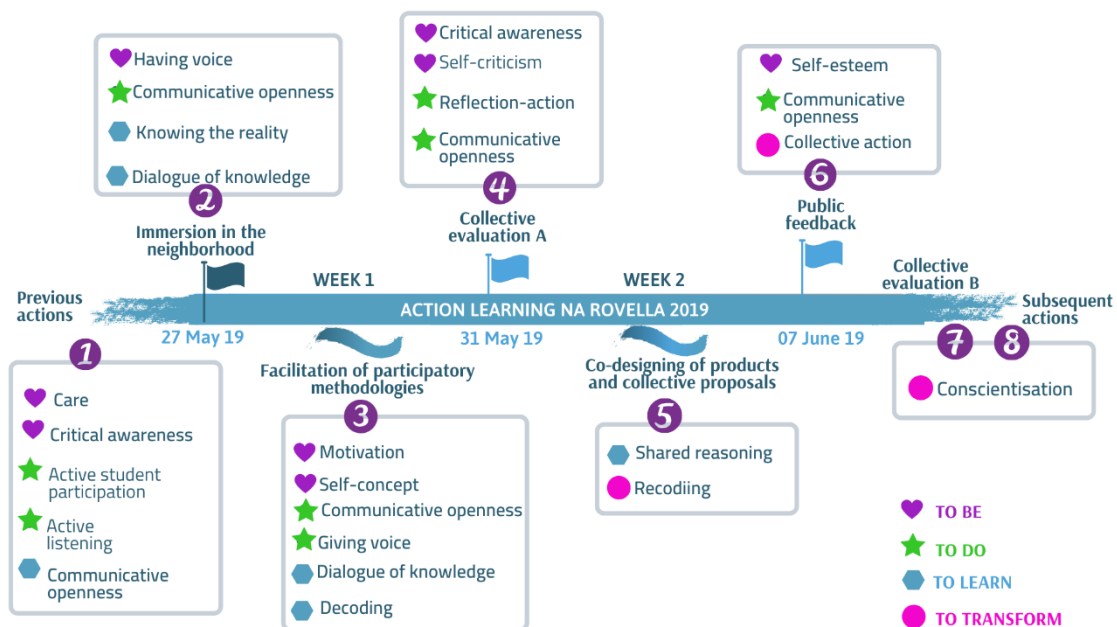 Having voice
Communicative openness
Knowing the reality
Dialogue of knowledge
2
Immersion in the
neighborhood
Critical awareness
Self-criticism
Reflection-action
Communicative
openness
4
Collective
evaluation A
Self-esteem
Communicative
openness
Collective action
6
Public
feedback
Previous
actions
WEEK 1
WEEK 2
Collective
evaluation B
Subsequent
actions
ACTION LEARNING NA ROVELLA 2019
27 May 19
31 May 19
07 June 19
1
Care
Critical awareness
Active student
participation
Active
listening
Communicative
openness
Facilitation of participatory
methodologies
3
Motivation
Self-concept
Communicative openness
Giving voice
Dialogue of knowledge
Decoding
Co-designing of products
and collective proposals
5
Shared reasoning
Recodiing
7
8
Conscientisation
TO BE
TO DO
TO LEARN
TO TRANSFORM